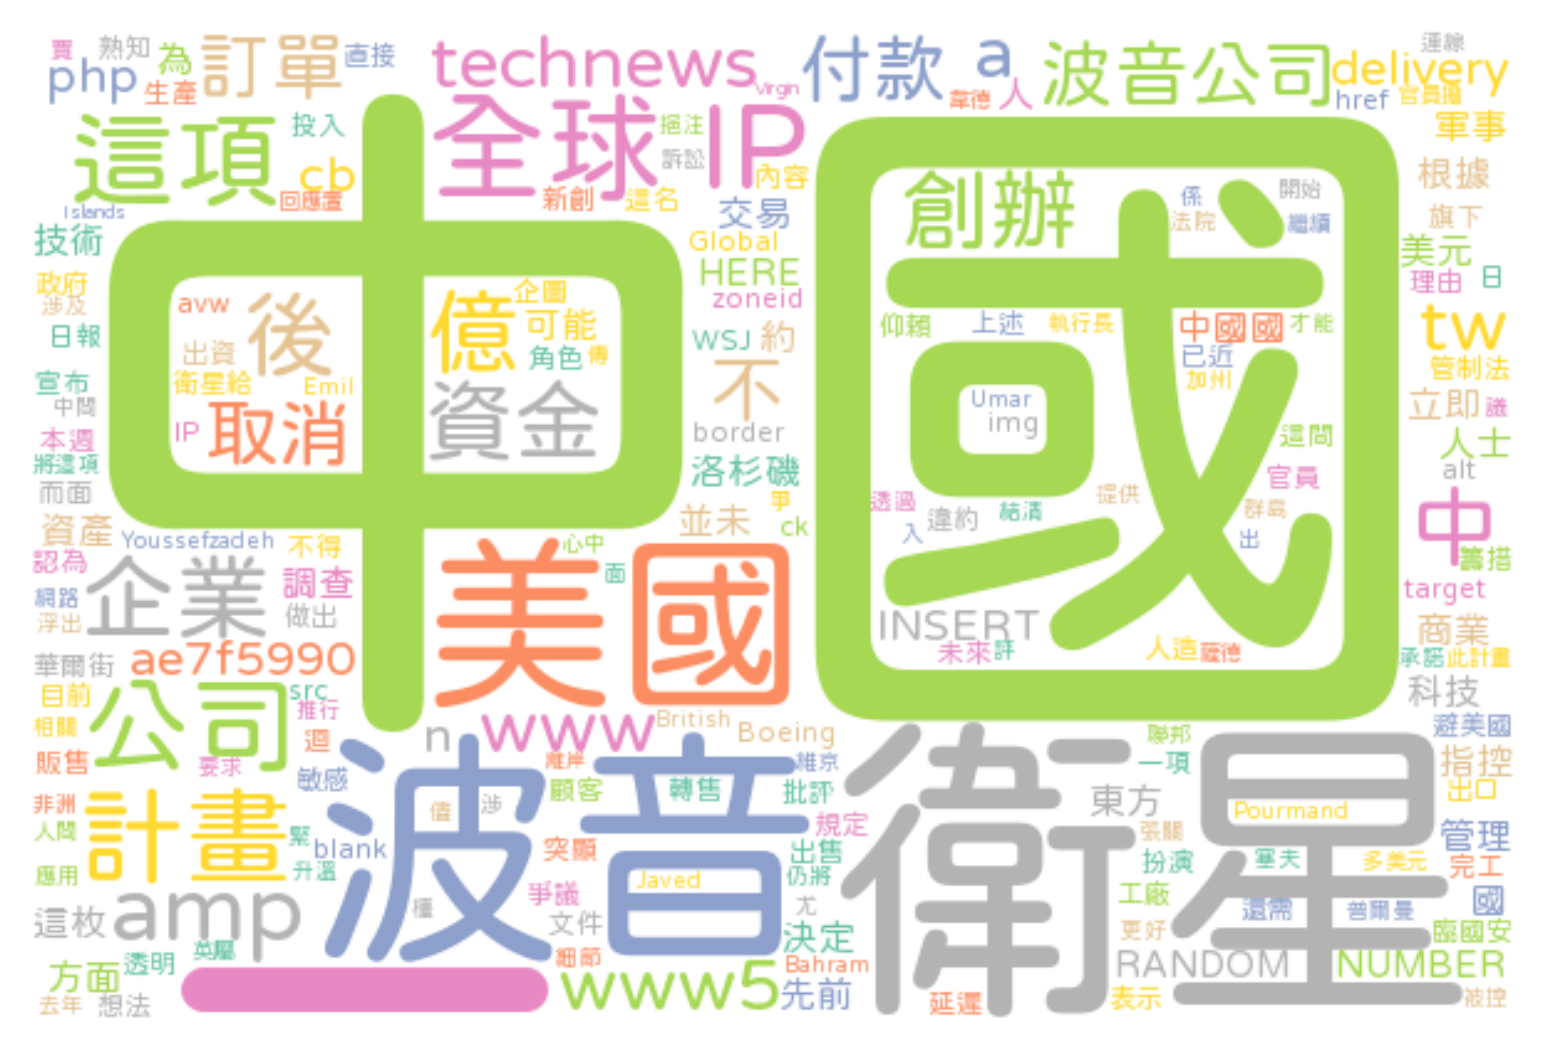 賈 熟知 為 訂單 直接 technews 付款 a 波音公司 連線
php 生產 Virgin 韋德 人 href delivery 官員擔
這項 投入 全球 IP 挹注 訴訟 內容 軍事
cb 回應置 新創 這名 交易 創辦 係 開始 根據
Islands 法院 繼續 旗下
技術 Global 美元
政府 HERE 理由 日
涉及 avw 後 億 企圖 zoneid
日報 可能 WSJ 約 仰賴 上述 執行長 中國 國 才能 tw
出資 角色 傳 已近 管制法
宣布 衛星給 Emil 不 加州
中間 資金 Umar 立即 議
本週 IP 取消 border img 這間 人士
將這項 洛杉磯 官員 alt
而面 爭 透過 提供
資產 並未 ck 入 違約 結清 群島 中
Youssefzadeh 不得 心中 出
認為 企業 調查 美國 面 籌措
網路 做出 target
浮出 INSERT 商業
華爾街 ae7f5990 未來 評 人造 薩德 承諾 此計畫
目前 公司 src 中國 科技
相關 推行 n www British Boeing 聯邦 避美國
販售 要求 週 離岸 維京 一項 指控
敏感 波音 顧客 轉售 批評 衛星 東方 出口
非洲 計畫 僖 涉 Pourmand
人間 緊 規定 張關 管理
blank 突顯 出售 扮演 塞夫 多美元 完工
應用 升溫 Javed 仍將 工廠
這枚 amp 權 爭議 文件 尤 還需 普爾曼 國
英屬 決定 更好 臨國安
方面 透明 細節 Bahram RANDOM NUMBER
去年 想法 www5 先前 延遲 表示 被控